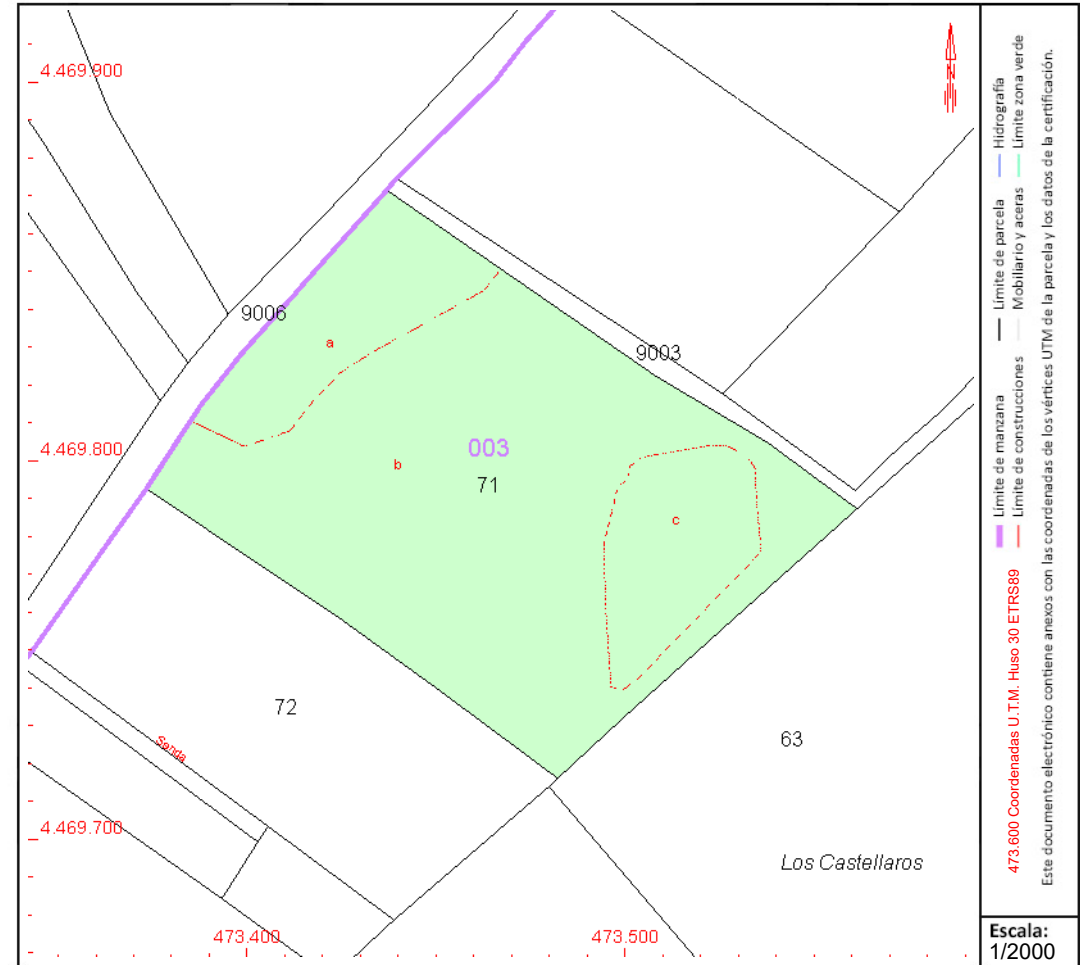 4.469.900
N
9006
a
9003
4.469.800
003
b
71
c
72
63
Senda
4.469.700
Los Castellaros
473.400
473.500
Límite de manzana
Límite de parcela
Hidrografía
Límite de construcciones
Mobiliario y aceras
Límite zona verde
473.600 Coordenadas U.T.M. Huso 30 ETRS89
Este documento electrónico contiene anexos con las coordenadas de los vértices UTM de la parcela y los datos de la certificación.
Escala:
1/2000